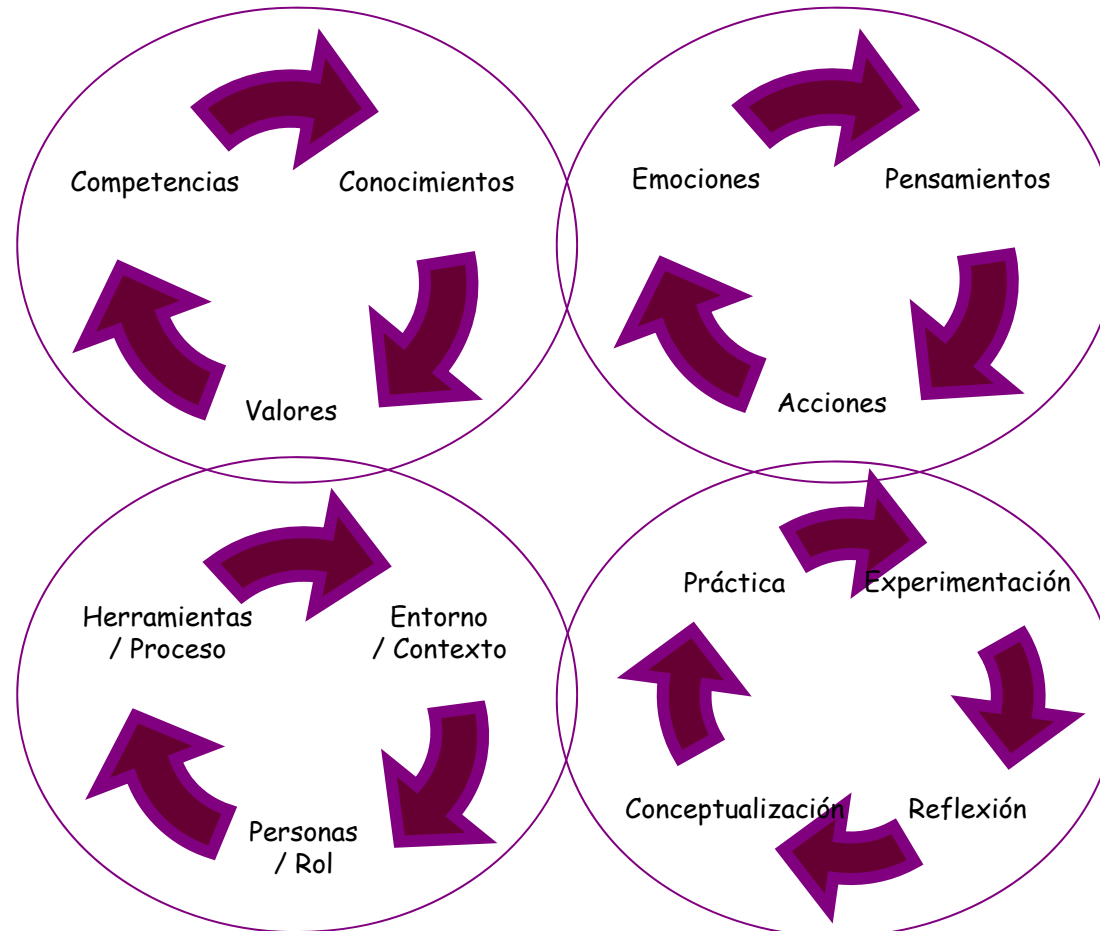 Competencias
Conocimientos
Valores
Emociones
Pensamientos
Acciones
Herramientas
/ Proceso
Entorno
/ Contexto
Personas
/ Rol
Práctica
Experimentación
Conceptualización
Reflexión